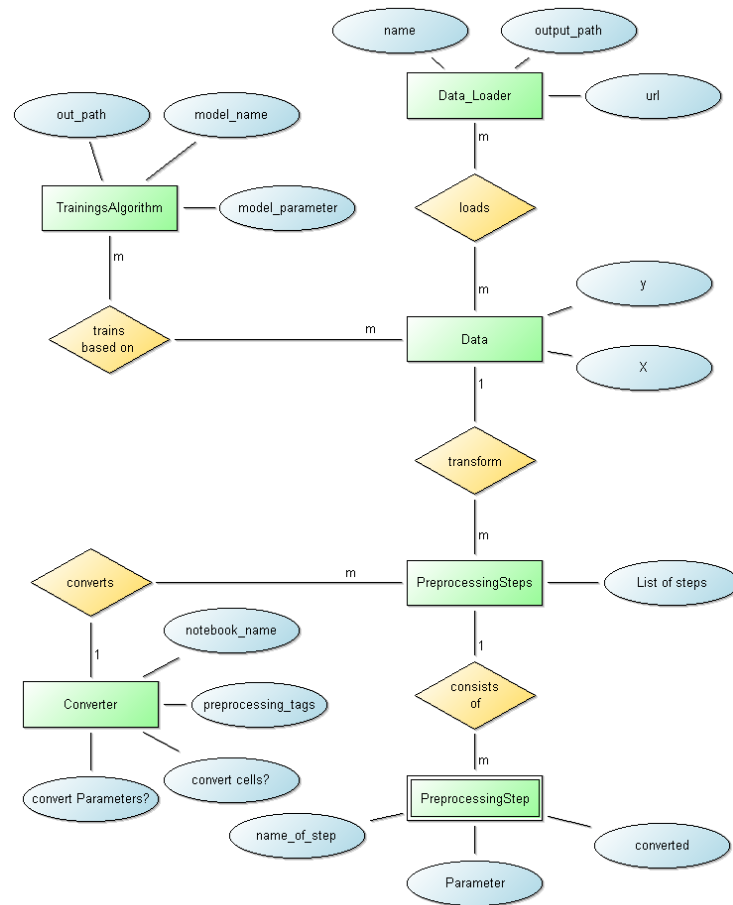 name
output_path
Data_Loader
url
out_path
model_name
m
TrainingsAlgorithm
model_parameter
loads
m
m
y
trains
based on
m
Data
X
1
transform
m
converts
m
PreprocessingSteps
List of steps
notebook_name
1
1
consists
of
Converter
preprocessing_tags
m
convert Parameters?
convert cells?
PreprocessingStep
name_of_step
converted
Parameter